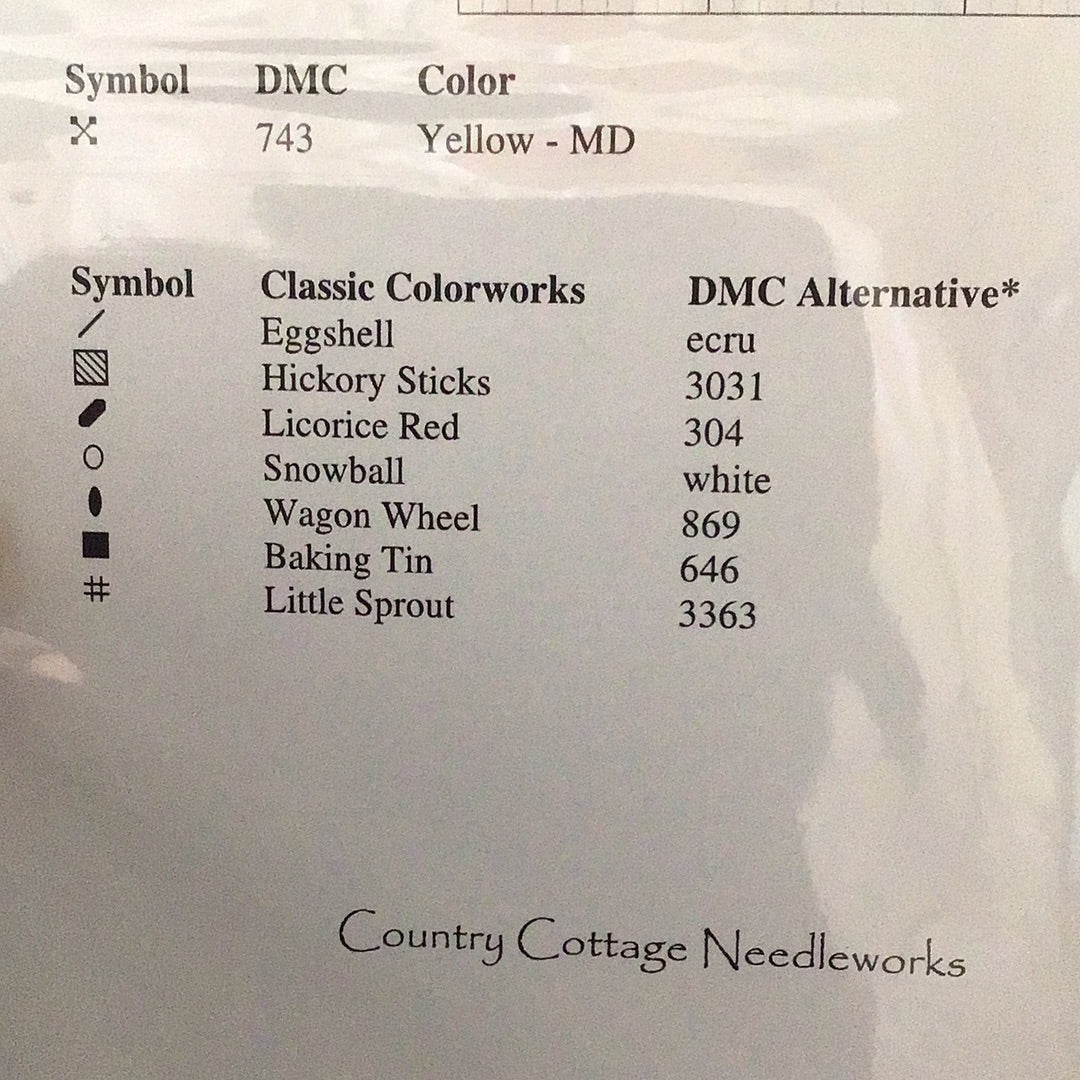 Symbol DMC Color
743 Yellow - MD
Symbol Classic Colorworks DMC Alternative*
/ Eggshell ecru
Hickory Sticks 3031
Licorice Red 304
O Snowball white
Wagon Wheel 869
■ Baking Tin 646
# Little Sprout 3363
Country Cottage Needleworks